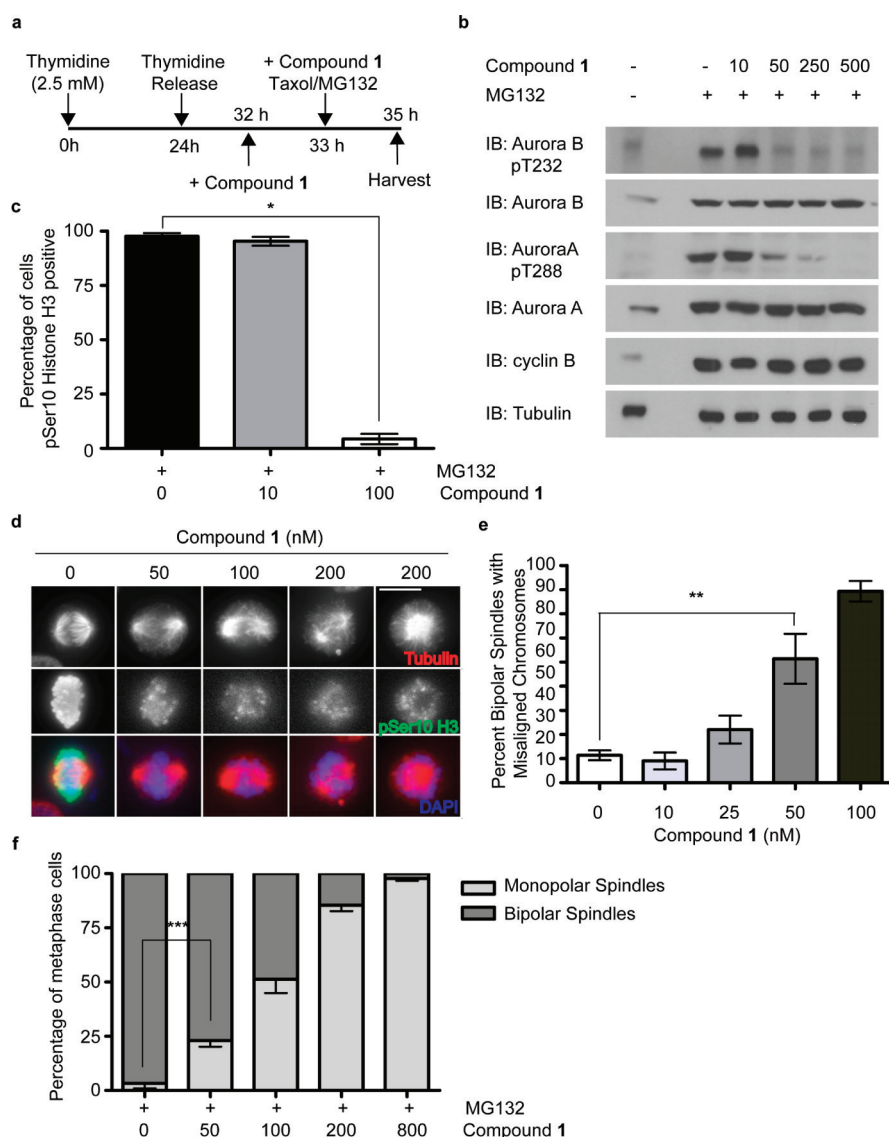 a
Thymidine
(2.5 mM)
Thymidine
Release
+ Compound 1
Taxol/MG132
32 h
35 h
0h
24h
33 h
+ Compound 1
Harvest
b
Compound 1 - - 10 50 250 500
MG132 - + + + + +
IB: Aurora B
pT232
IB: Aurora B
IB: AuroraA
pT288
IB: Aurora A
IB: cyclin B
IB: Tubulin
c
Percentage of cells
pSer10 Histone H3 positive
100
75
50
25
0
*
+ + + MG132
0 10 100 Compound 1
d
Compound 1 (nM)
0 50 100 200 200
Tubulin
pSer10 H3
DAPI
e
Percent Bipolar Spindles with
Misaligned Chromosomes
100
90
80
70
60
50
40
30
20
10
**
0 10 25 50 100
Compound 1 (nM)
f
Percentage of metaphase cells
100
75
50
25
0
***
Monopolar Spindles
Bipolar Spindles
+ + + + + MG132
0 50 100 200 800 Compound 1